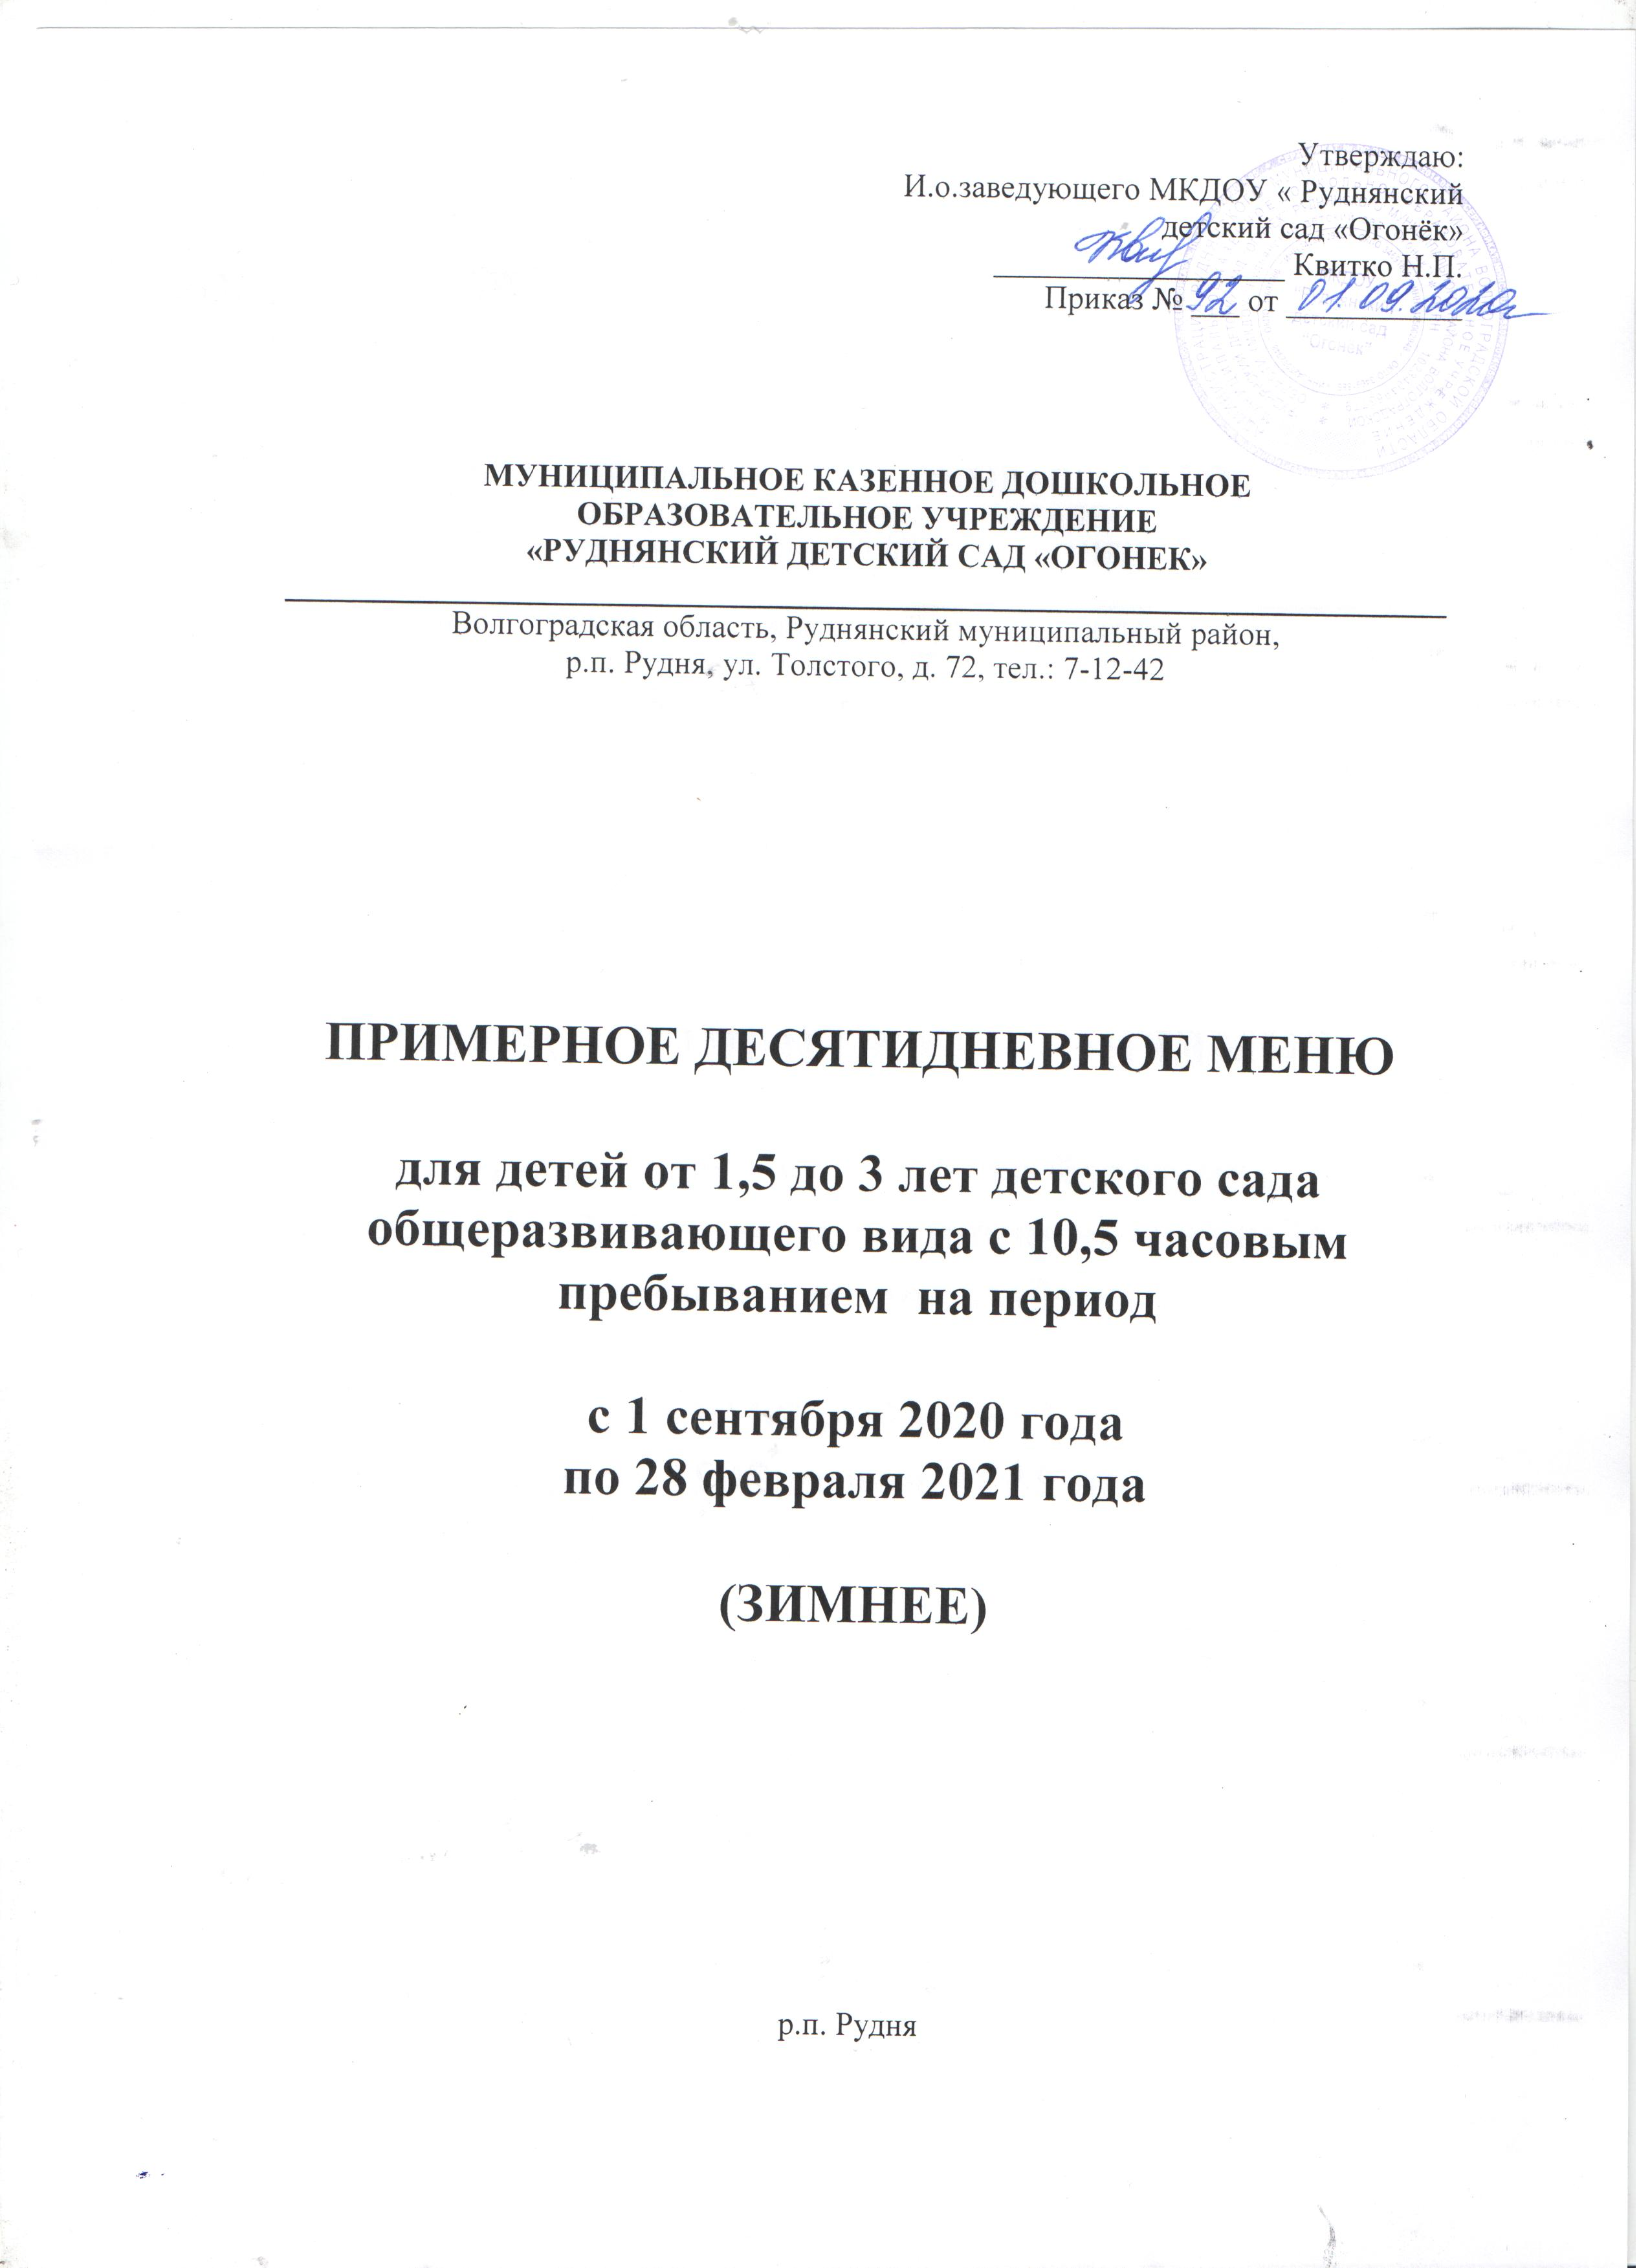 Утверждаю:
И.о.заведующего МКДОУ « Руднянский
детский сад «Огонёк»
Квитко Н.П.
Приказ № 92 от 01.09.2020г
МУНИЦИПАЛЬНОЕ КАЗЕННОЕ ДОШКОЛЬНОЕ
ОБРАЗОВАТЕЛЬНОЕ УЧРЕЖДЕНИЕ
«РУДНЯНСКИЙ ДЕТСКИЙ САД «ОГОНЕК»
Волгоградская область, Руднянский муниципальный район,
р.п. Рудня, ул. Толстого, д. 72, тел.: 7-12-42
ПРИМЕРНОЕ ДЕСЯТИДНЕВНОЕ МЕНЮ
для детей от 1,5 до 3 лет детского сада
общеразвивающего вида с 10,5 часовым
пребыванием на период
с 1 сентября 2020 года
по 28 февраля 2021 года
(ЗИМНЕЕ)
р.п. Рудня